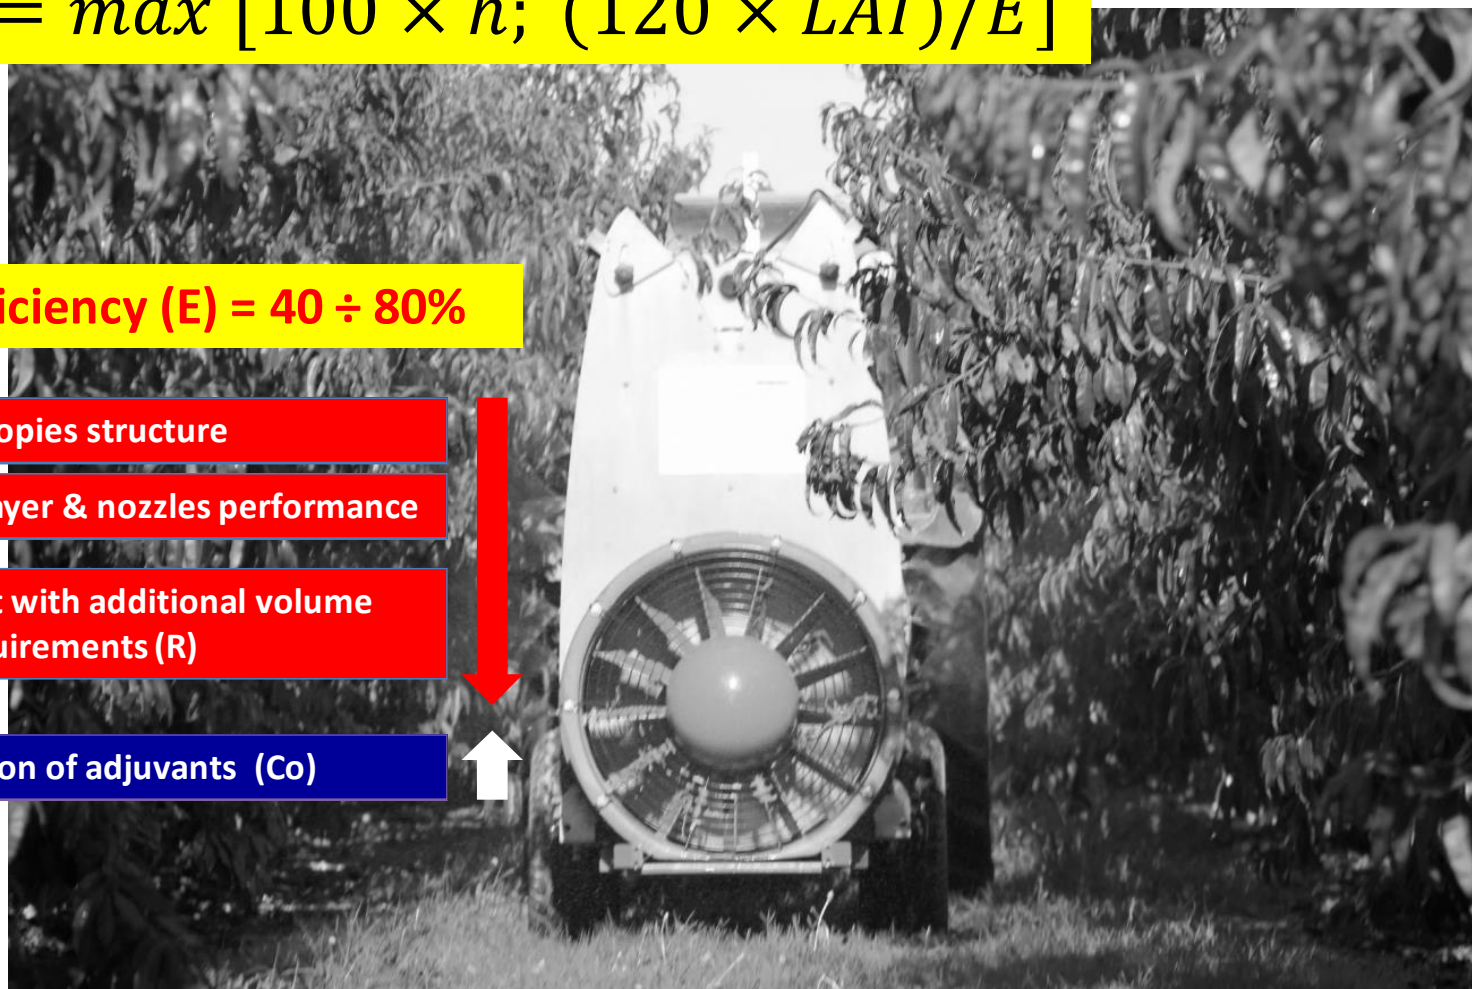 = max [100 × h; (120 × LAI)/E]
iciency (E) = 40 ÷ 80%
opies structure
yer & nozzles performance
t with additional volume
uirements (R)
on of adjuvants (Co)